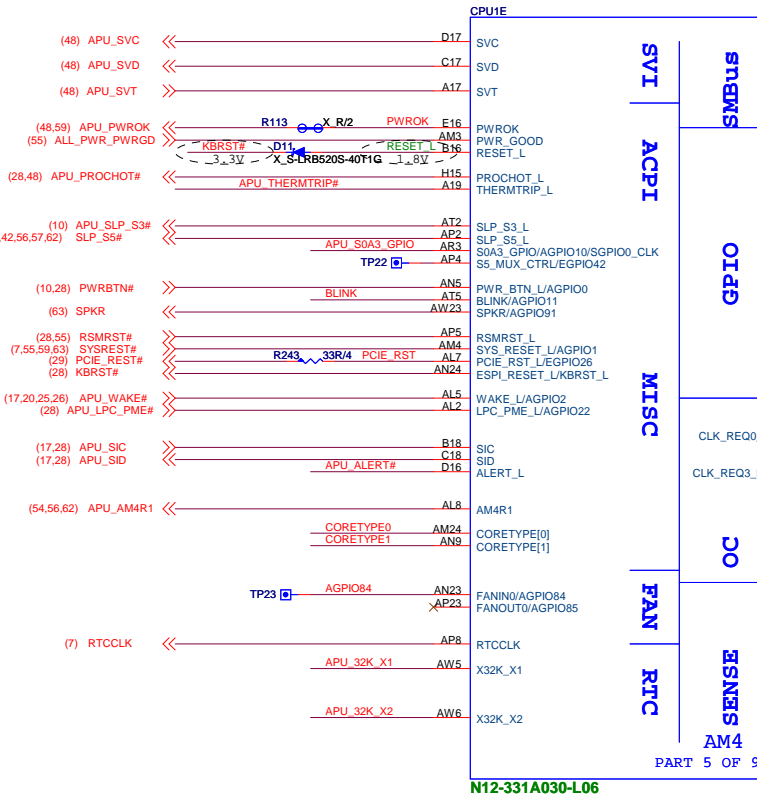 CPU1E
(48) APU_SVC D17 SVC
(48) APU_SVD C17 SVD
(48) APU_SVT A17 SVT
SVI
SMBus
R113 X_R/2
(48,59) APU_PWROK PWROK E16 PWROK
(55) ALL_PWR_PWRGD AM3 PWR_GOOD
KBRST# D11 RESET_L B16 RESET_L
3.3V X_S-LRB520S-40T1G 1.8V
(28,48) APU_PROCHOT# H15 PROCHOT_L
APU_THERMTRIP# A19 THERMTRIP_L
ACPI
(10) APU_SLP_S3# AT2 SLP_S3_L
,42,56,57,62) SLP_S5# AP2 SLP_S5_L
APU_S0A3_GPIO AR3 S0A3_GPIO/AGPIO10/SGPIO0_CLK
TP22 AP4 S5_MUX_CTRL/EGPIO42
GPIO
(10,28) PWRBTN# AN5 PWR_BTN_L/AGPIO0
BLINK AT5 BLINK/AGPIO11
(63) SPKR AW23 SPKR/AGPIO91
(28,55) RSMRST# AP5 RSMRST_L
(7,55,59,63) SYSREST# AM4 SYS_RESET_L/AGPIO1
(29) PCIE_REST# R243 33R/4 PCIE_RST AL7 PCIE_RST_L/EGPIO26
(28) KBRST# AN24 ESPI_RESET_L/KBRST_L
MISC
(17,20,25,26) APU_WAKE# AL5 WAKE_L/AGPIO2
(28) APU_LPC_PME# AL2 LPC_PME_L/AGPIO22
CLK_REQ0
(17,28) APU_SIC B18 SIC
(17,28) APU_SID C18 SID
APU_ALERT# D16 ALERT_L
CLK_REQ3_
(54,56,62) APU_AM4R1 AL8 AM4R1
CORETYPE0 AM24 CORETYPE[0]
CORETYPE1 AN9 CORETYPE[1]
OC
TP23 AGPIO84 AN23 FANIN0/AGPIO84
AP23 FANOUT0/AGPIO85
FAN
(7) RTCCLK AP8 RTCCLK
APU_32K_X1 AW5 X32K_X1
RTC
SENSE
APU_32K_X2 AW6 X32K_X2
AM4
PART 5 OF 9
N12-331A030-L06